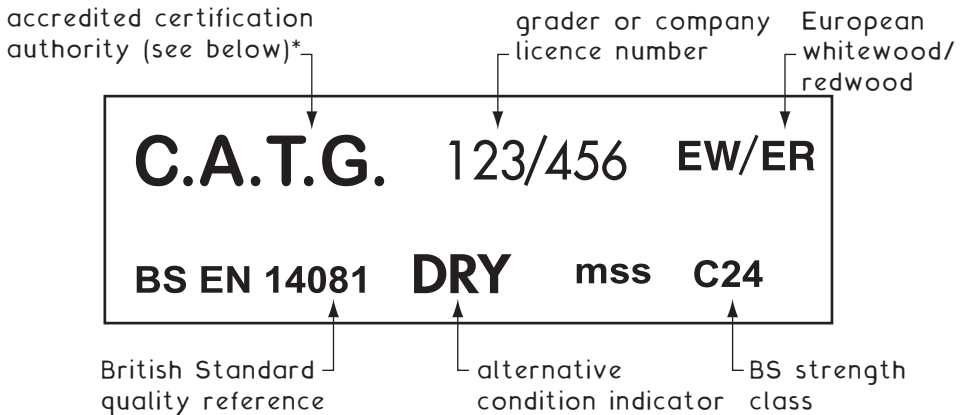 accredited certification
authority (see below)*
grader or company
licence number
European
whitewood/
redwood
C.A.T.G. 123/456 EW/ER
BS EN 14081 DRY mss C24
British Standard
quality reference
alternative
condition indicator
BS strength
class